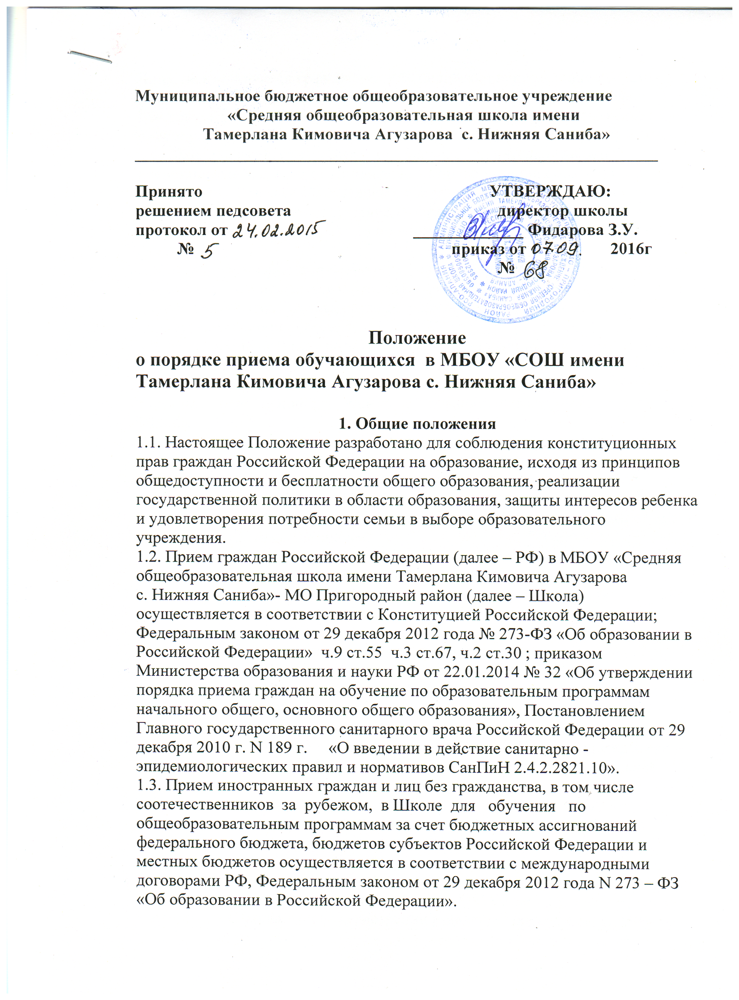 Муниципальное бюджетное общеобразовательное учреждение
«Средняя общеобразовательная школа имени
Тамерлана Кимовича Агузарова с. Нижняя Саниба»
Принято УТВЕРЖДАЮ:
решением педсовета директор школы
протокол от 24.02.2015 Фидарова З.У.
№ 5 приказ от 07.09. 2016г
№ 68
Положение
о порядке приема обучающихся в МБОУ «СОШ имени
Тамерлана Кимовича Агузарова с. Нижняя Саниба»
1. Общие положения
1.1. Настоящее Положение разработано для соблюдения конституционных
прав граждан Российской Федерации на образование, исходя из принципов
общедоступности и бесплатности общего образования, реализации
государственной политики в области образования, защиты интересов ребенка
и удовлетворения потребности семьи в выборе образовательного
учреждения.
1.2. Прием граждан Российской Федерации (далее – РФ) в МБОУ «Средняя
общеобразовательная школа имени Тамерлана Кимовича Агузарова
с. Нижняя Саниба»- МО Пригородный район (далее – Школа)
осуществляется в соответствии с Конституцией Российской Федерации;
Федеральным законом от 29 декабря 2012 года № 273-ФЗ «Об образовании в
Российской Федерации» ч.9 ст.55 ч.3 ст.67, ч.2 ст.30 ; приказом
Министерства образования и науки РФ от 22.01.2014 № 32 «Об утверждении
порядка приема граждан на обучение по образовательным программам
начального общего, основного общего образования», Постановлением
Главного государственного санитарного врача Российской Федерации от 29
декабря 2010 г. N 189 г. «О введении в действие санитарно -
эпидемиологических правил и нормативов СанПиН 2.4.2.2821.10».
1.3. Прием иностранных граждан и лиц без гражданства, в том числе
соотечественников за рубежом, в Школе для обучения по
общеобразовательным программам за счет бюджетных ассигнований
федерального бюджета, бюджетов субъектов Российской Федерации и
местных бюджетов осуществляется в соответствии с международными
договорами РФ, Федеральным законом от 29 декабря 2012 года N 273 – ФЗ
«Об образовании в Российской Федерации».